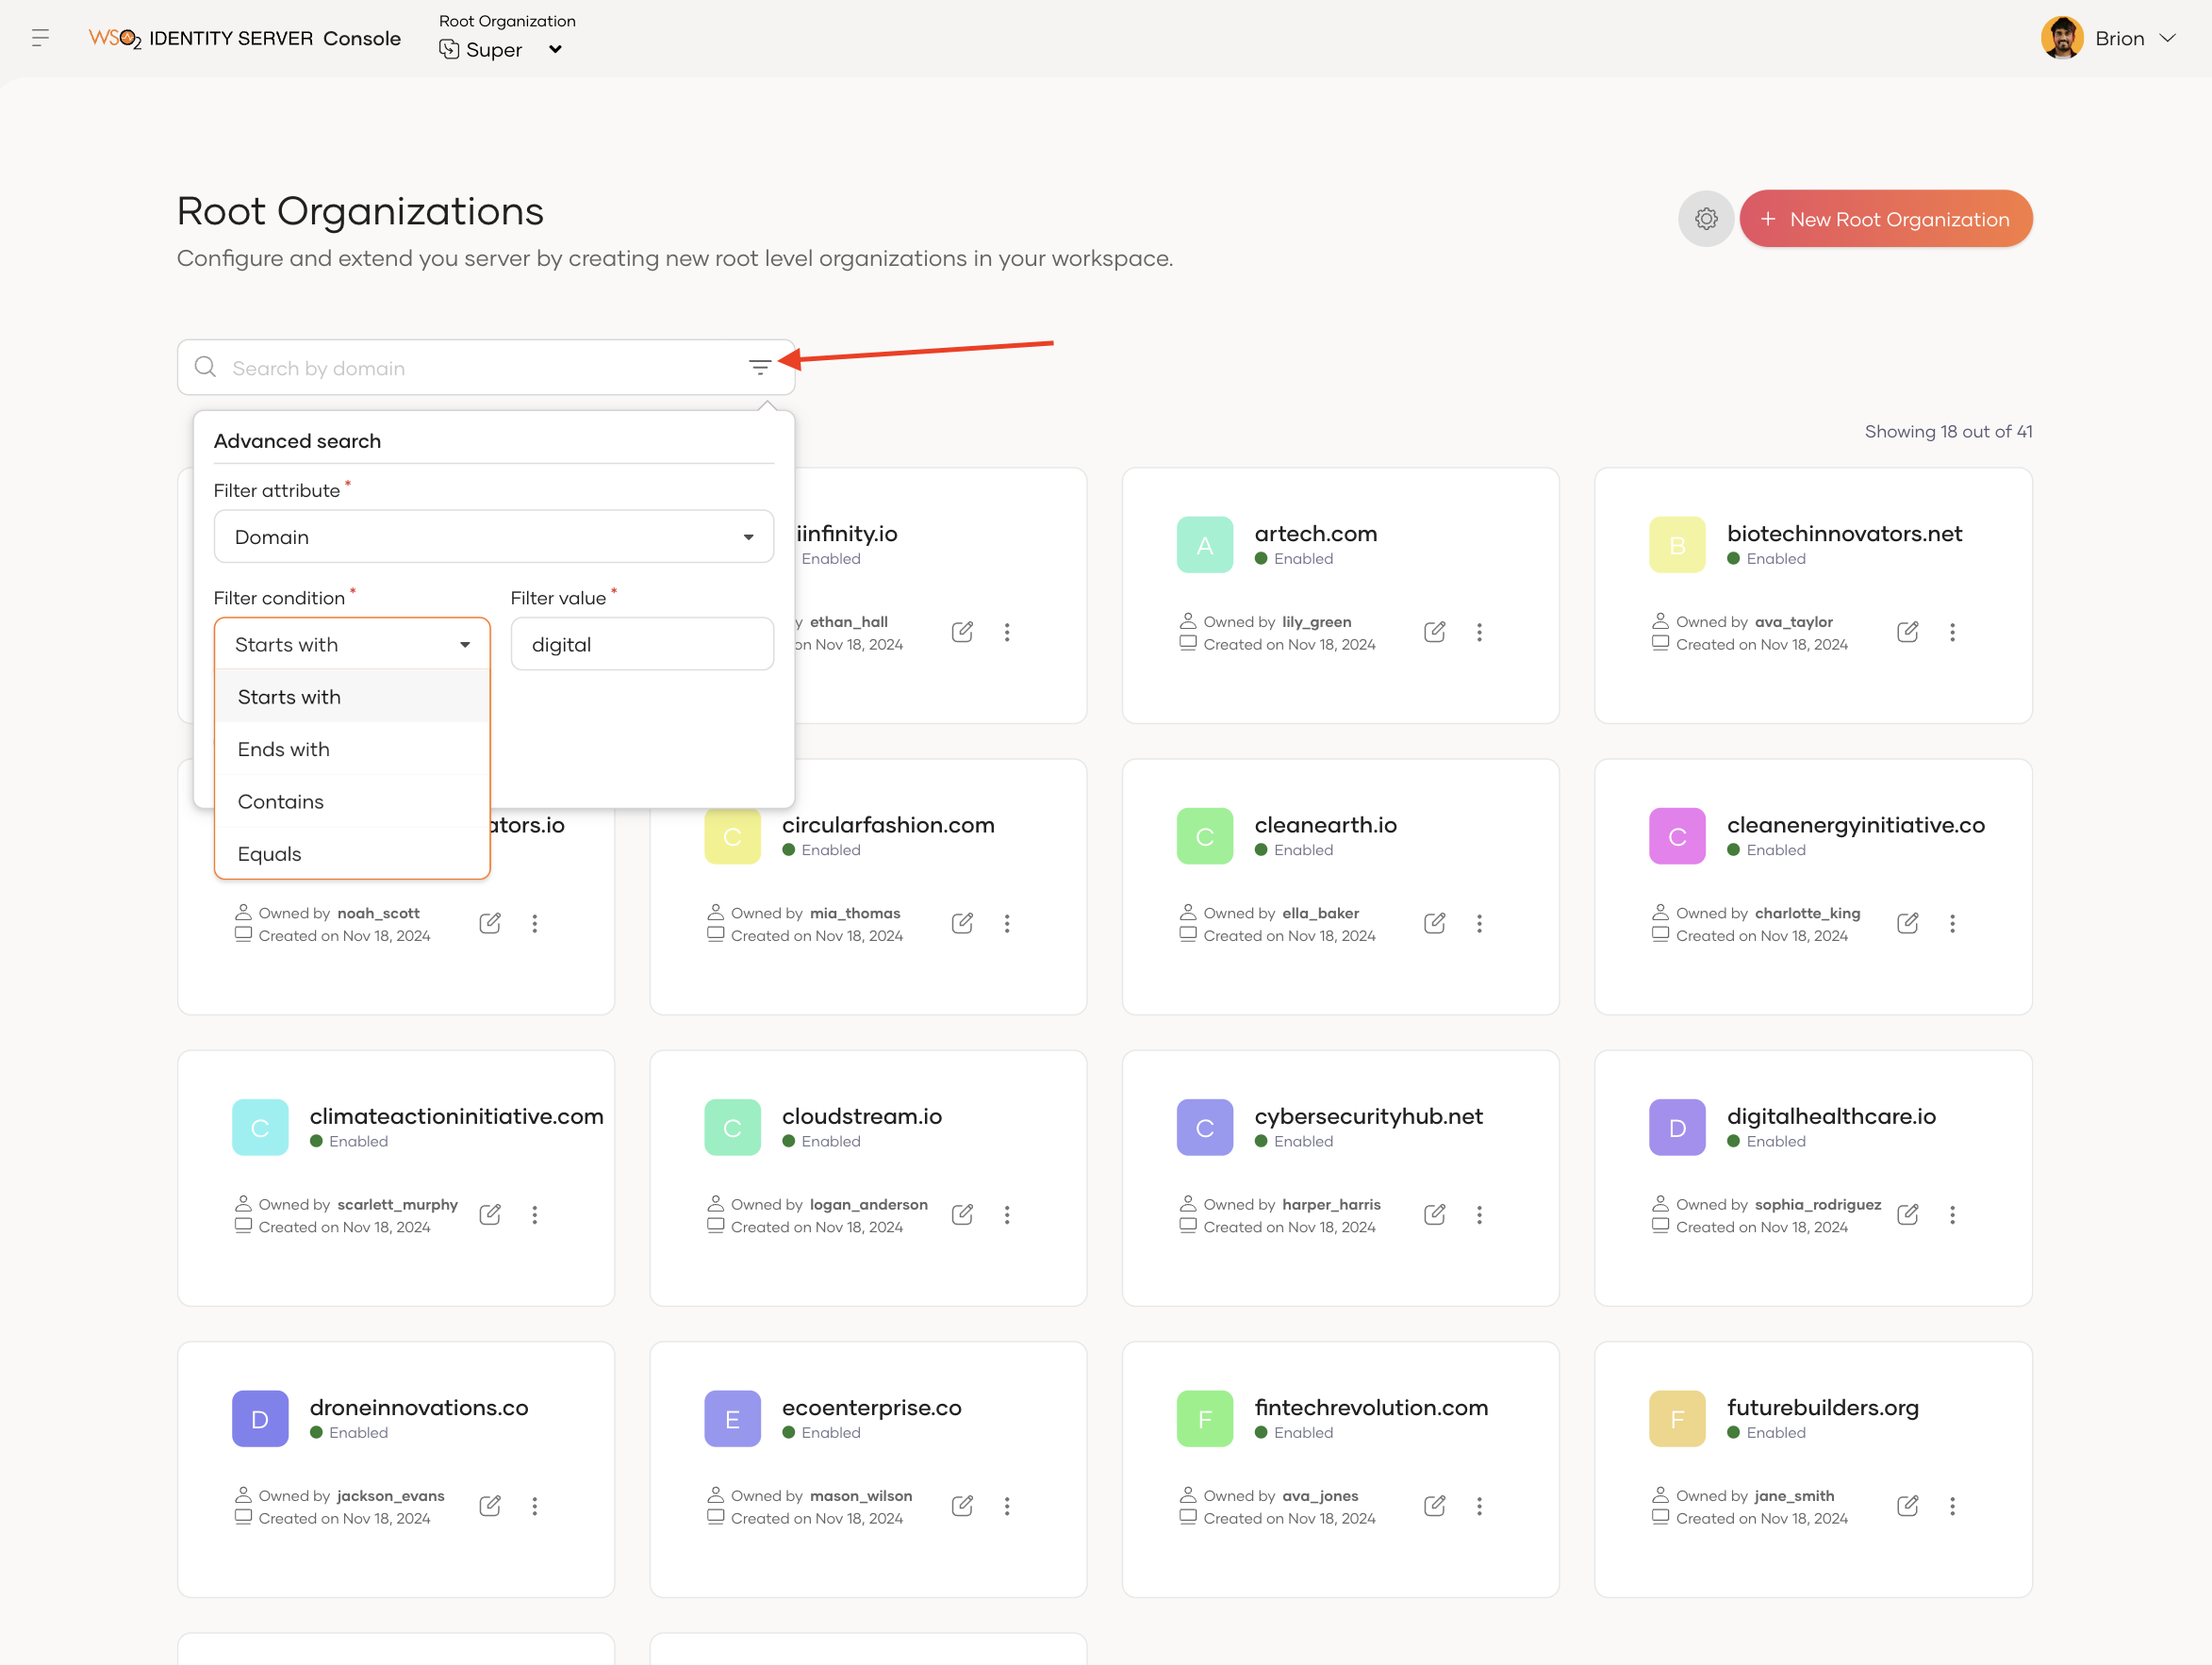 WSO2 IDENTITY SERVER Console
Root Organization
Super
Brion
Root Organizations
Configure and extend you server by creating new root level organizations in your workspace.
+ New Root Organization
Search by domain
Showing 18 out of 41
Advanced search
Filter attribute *
Domain
Filter condition *
Filter value *
Starts with
digital
Starts with
Ends with
Contains
Equals
iinfinity.io
Enabled
ethan_hall
on Nov 18, 2024
A
artech.com
Enabled
Owned by lily_green
Created on Nov 18, 2024
B
biotechinnovators.net
Enabled
Owned by ava_taylor
Created on Nov 18, 2024
ators.io
Owned by noah_scott
Created on Nov 18, 2024
C
circularfashion.com
Enabled
Owned by mia_thomas
Created on Nov 18, 2024
C
cleanearth.io
Enabled
Owned by ella_baker
Created on Nov 18, 2024
C
cleanenergyinitiative.co
Enabled
Owned by charlotte_king
Created on Nov 18, 2024
C
climateactioninitiative.com
Enabled
Owned by scarlett_murphy
Created on Nov 18, 2024
C
cloudstream.io
Enabled
Owned by logan_anderson
Created on Nov 18, 2024
C
cybersecurityhub.net
Enabled
Owned by harper_harris
Created on Nov 18, 2024
D
digitalhealthcare.io
Enabled
Owned by sophia_rodriguez
Created on Nov 18, 2024
D
droneinnovations.co
Enabled
Owned by jackson_evans
Created on Nov 18, 2024
E
ecoenterprise.co
Enabled
Owned by mason_wilson
Created on Nov 18, 2024
F
fintechrevolution.com
Enabled
Owned by ava_jones
Created on Nov 18, 2024
F
futurebuilders.org
Enabled
Owned by jane_smith
Created on Nov 18, 2024